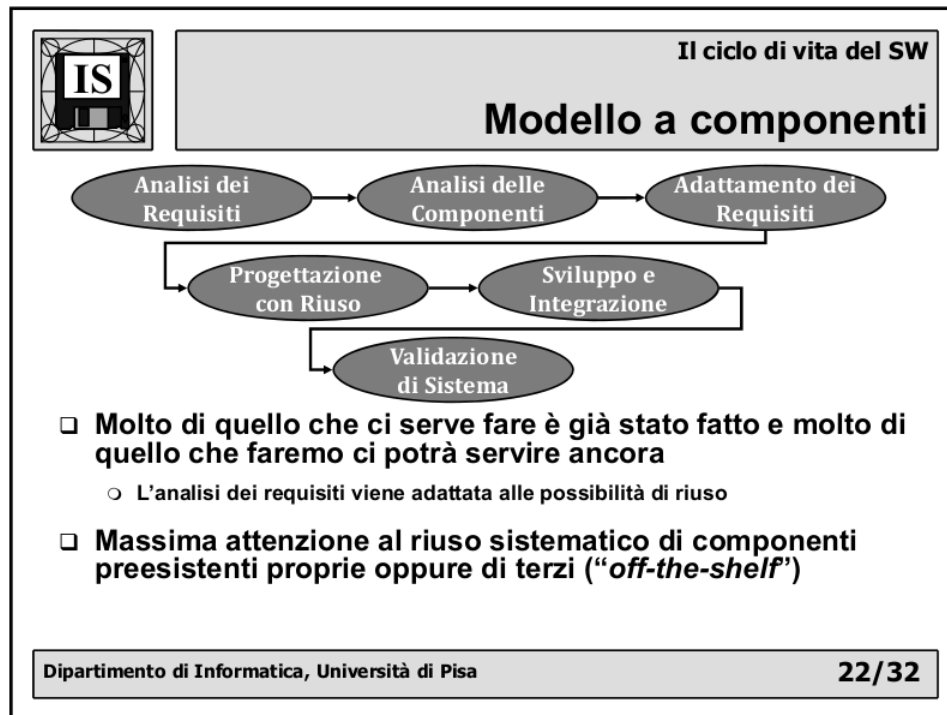 IS
Il ciclo di vita del SW
Modello a componenti
Analisi dei
Requisiti
Analisi delle
Componenti
Adattamento dei
Requisiti
Progettazione
con Riuso
Sviluppo e
Integrazione
Validazione
di Sistema
❑ Molto di quello che ci serve fare è già stato fatto e molto di
quello che faremo ci potrà servire ancora
❍ L’analisi dei requisiti viene adattata alle possibilità di riuso
❑ Massima attenzione al riuso sistematico di componenti
preesistenti proprie oppure di terzi (“off-the-shelf”)
Dipartimento di Informatica, Università di Pisa
22/32